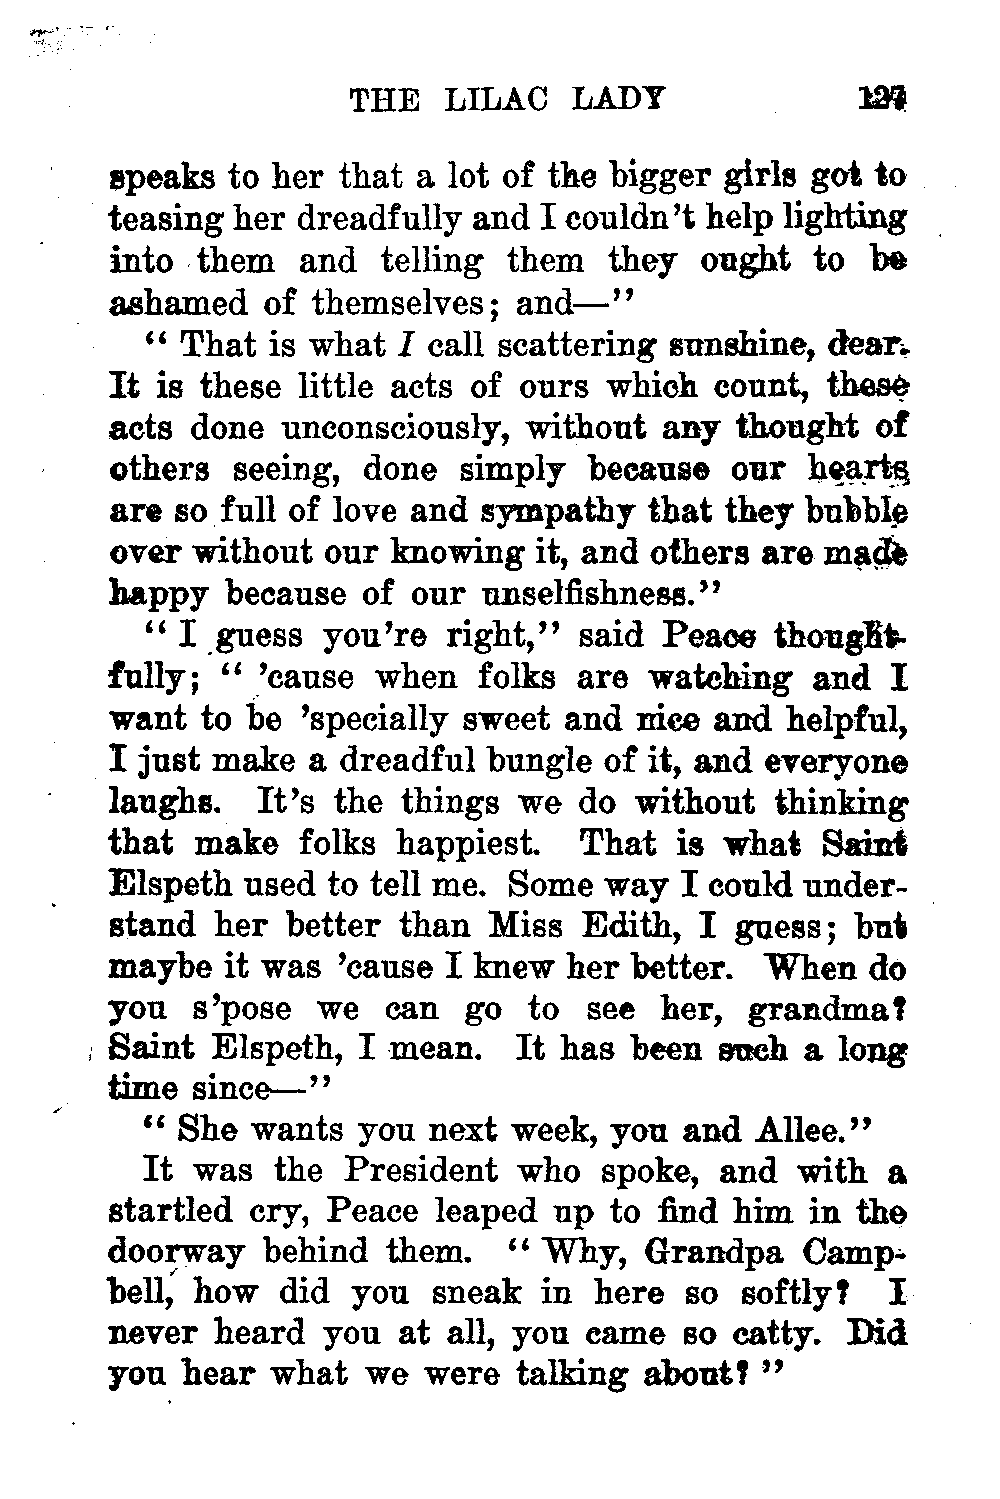 THE LILAC LADY 127
speaks to her that a lot of the bigger girls got to
teasing her dreadfully and I couldn't help lighting
into them and telling them they ought to be
ashamed of themselves; and—"
" That is what I call scattering sunshine, dear.
It is these little acts of ours which count, these
acts done unconsciously, without any thought of
others seeing, done simply because our hearts
are so full of love and sympathy that they bubble
over without our knowing it, and others are made
happy because of our unselfishness."
" I guess you're right," said Peace thought-
fully; " 'cause when folks are watching and I
want to be 'specially sweet and nice and helpful,
I just make a dreadful bungle of it, and everyone
laughs. It's the things we do without thinking
that make folks happiest. That is what Saint
Elspeth used to tell me. Some way I could under-
stand her better than Miss Edith, I guess; but
maybe it was 'cause I knew her better. When do
you s'pose we can go to see her, grandma?
Saint Elspeth, I mean. It has been such a long
time since—"
" She wants you next week, you and Allee."
It was the President who spoke, and with a
startled cry, Peace leaped up to find him in the
doorway behind them. " Why, Grandpa Camp-
bell, how did you sneak in here so softly? I
never heard you at all, you came so catty. Did
you hear what we were talking about? "